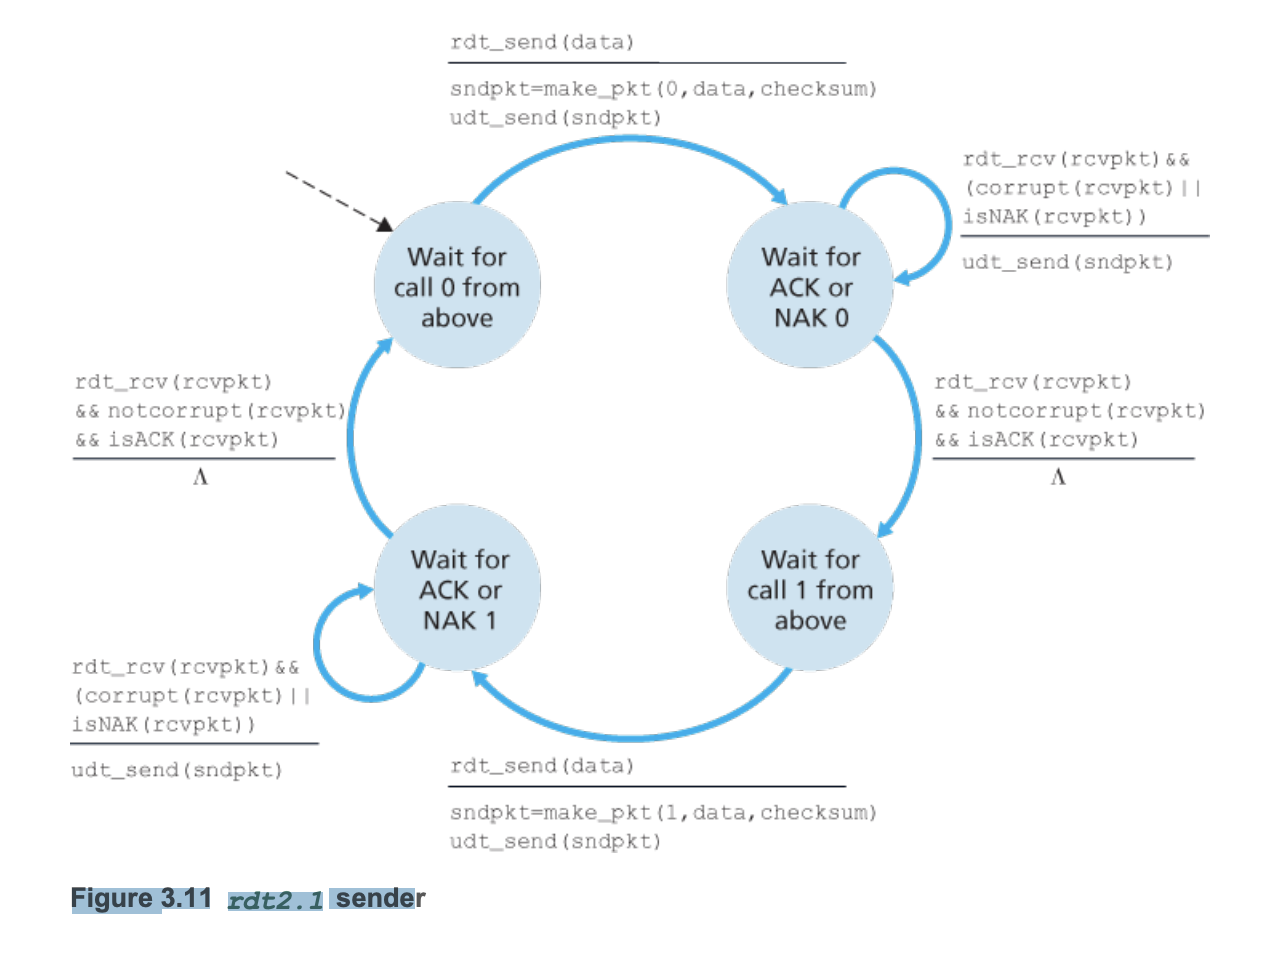 rdt_send(data)
sndpkt=make_pkt(0,data,checksum)
udt_send(sndpkt)
rdt_rcv(rcvpkt)&&
(corrupt(rcvpkt)||
isNAK(rcvpkt))
udt_send(sndpkt)
Wait for
call 0 from
above
Wait for
ACK or
NAK 0
rdt_rcv(rcvpkt)
&& notcorrupt(rcvpkt)
&& isACK(rcvpkt)
Λ
rdt_rcv(rcvpkt)
&& notcorrupt(rcvpkt)
&& isACK(rcvpkt)
Λ
Wait for
ACK or
NAK 1
Wait for
call 1 from
above
rdt_rcv(rcvpkt)&&
(corrupt(rcvpkt)||
isNAK(rcvpkt))
udt_send(sndpkt)
rdt_send(data)
sndpkt=make_pkt(1,data,checksum)
udt_send(sndpkt)
Figure 3.11 rdt2.1 sender